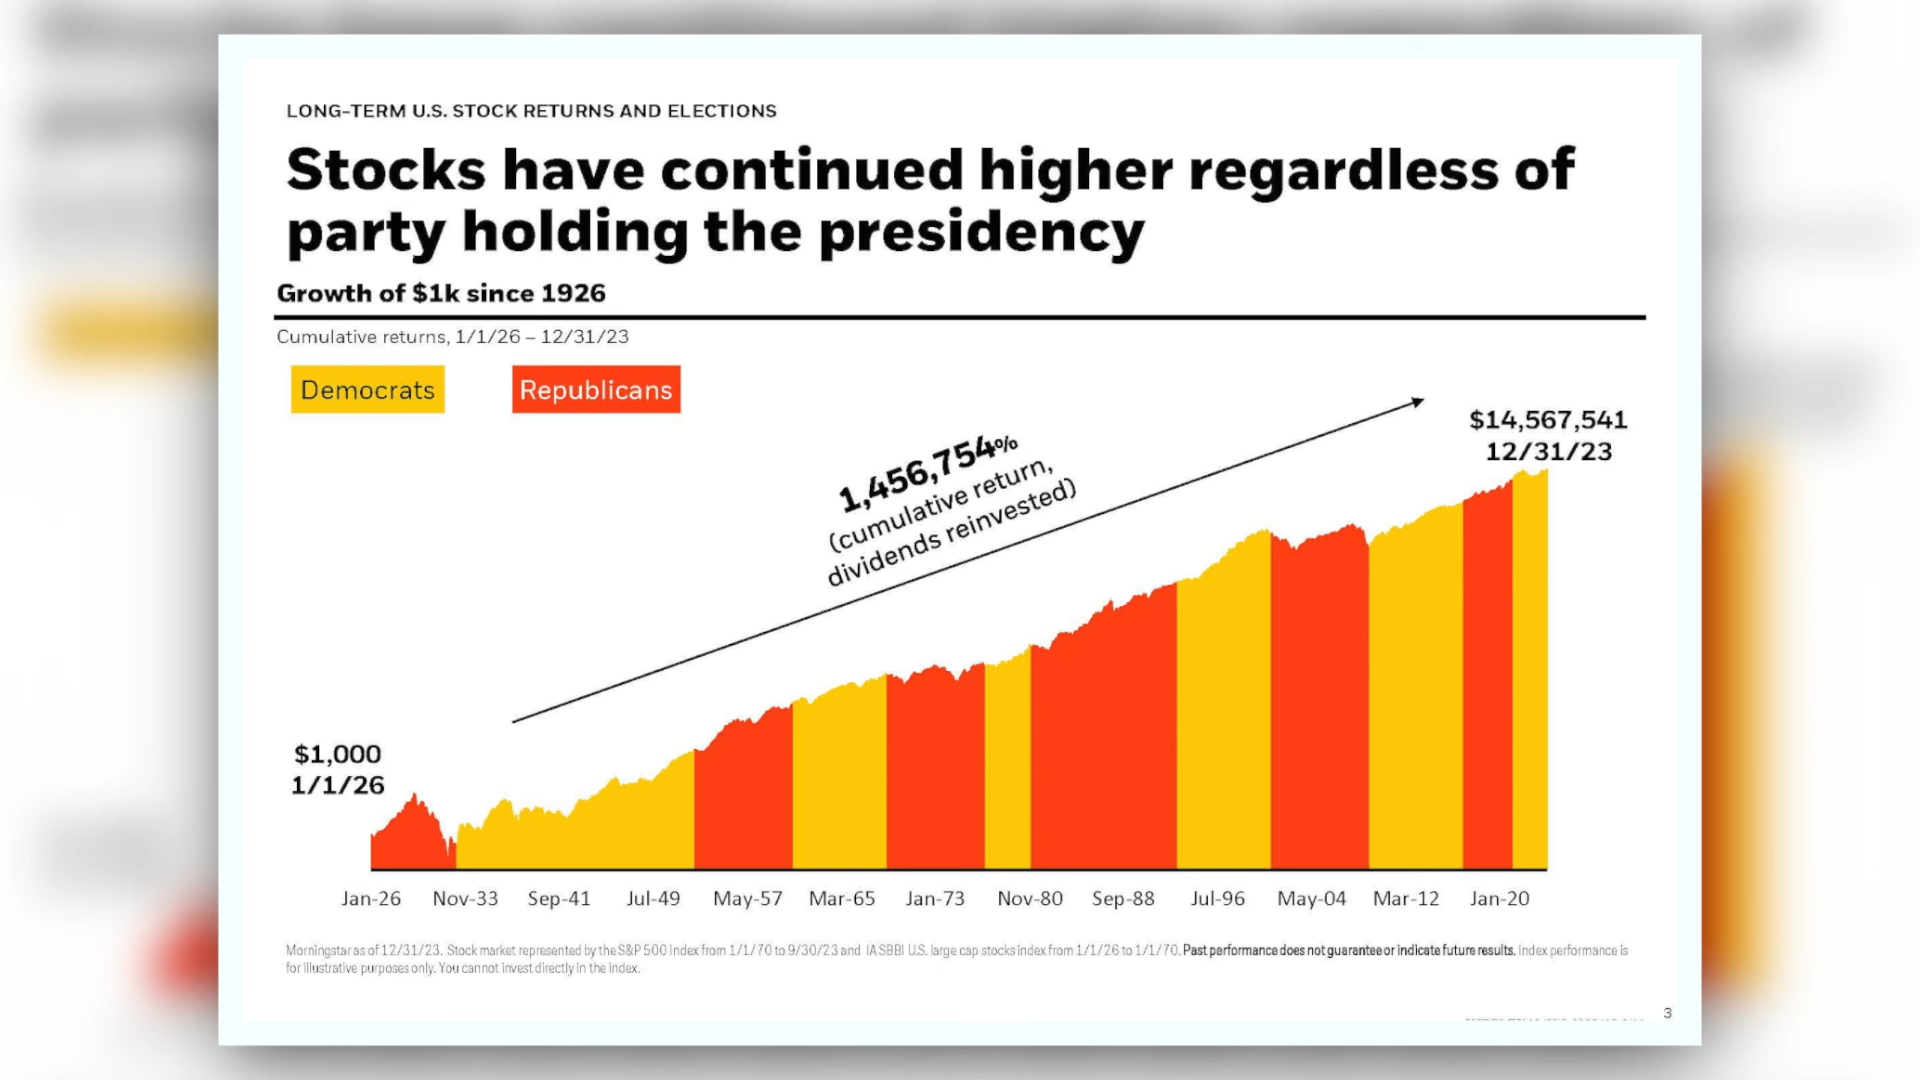 LONG-TERM U.S. STOCK RETURNS AND ELECTIONS
Stocks have continued higher regardless of
party holding the presidency
Growth of $1k since 1926
Cumulative returns, 1/1/26 – 12/31/23
Democrats
Republicans
1,456,754%
(cumulative return,
dividends reinvested)
$14,567,541
12/31/23
$1,000
1/1/26
Jan-26 Nov-33 Sep-41 Jul-49 May-57 Mar-65 Jan-73 Nov-80 Sep-88 Jul-96 May-04 Mar-12 Jan-20
Morningstar as of 12/31/23. Stock market represented by the S&P 500 Index from 1/1/70 to 9/30/23 and IA SBBI U.S. large cap stocks index from 1/1/26 to 1/1/70. Past performance does not guarantee or indicate future results. Index performance is
for illustrative purposes only. You cannot invest directly in the index.
3